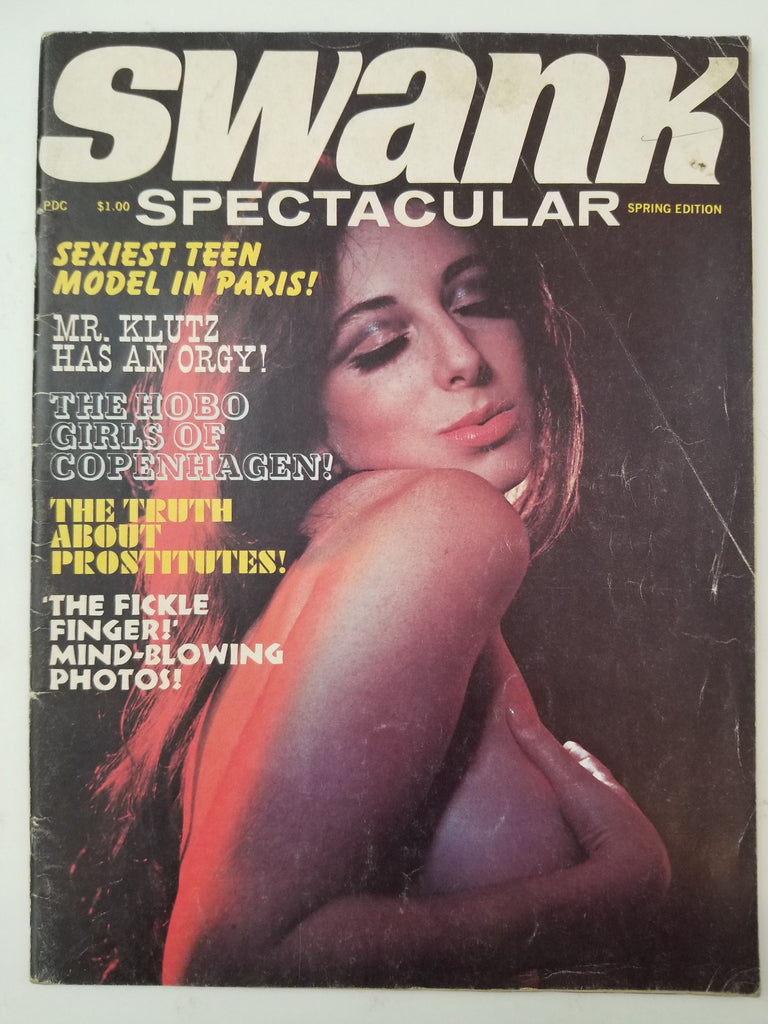 SWANK
PDC $1.00 SPECTACULAR SPRING EDITION
SEXIEST TEEN
MODEL IN PARIS!
MR. KLUTZ
HAS AN ORGY!
THE HOBO
GIRLS OF
COPENHAGEN!
THE TRUTH
ABOUT
PROSTITUTES!
'THE FICKLE
FINGER!'
MIND-BLOWING
PHOTOS!